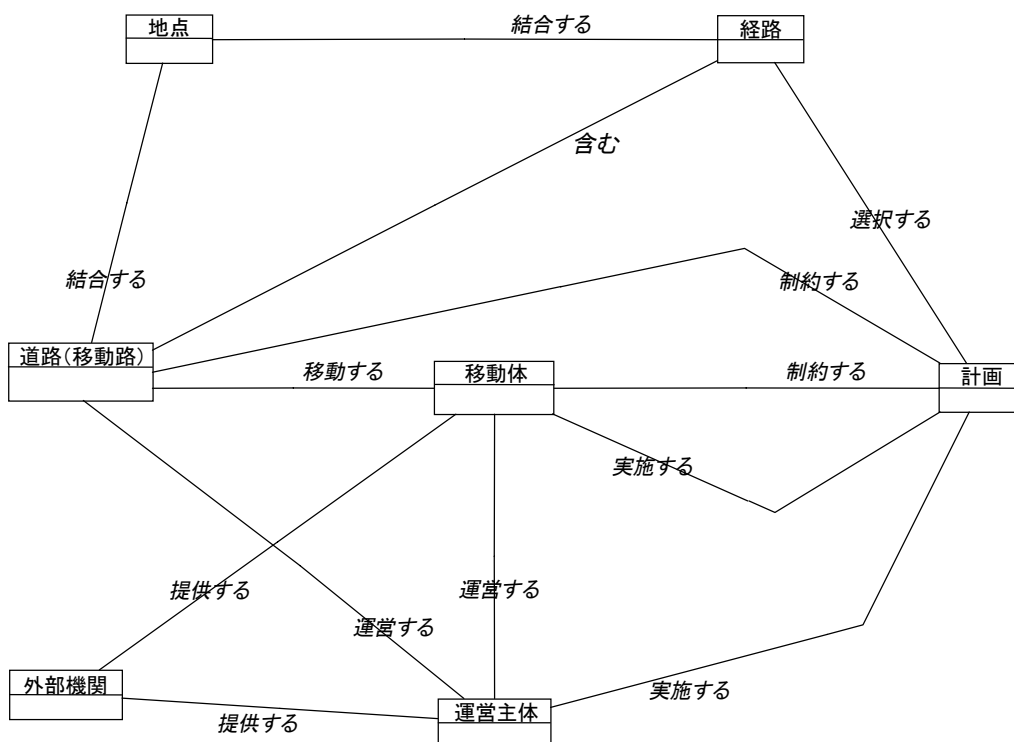 地点
結合する
経路
含む
選択する
結合する
制約する
道路(移動路)
移動する
移動体
制約する
計画
実施する
提供する
運営する
運営する
外部機関
提供する
運営主体
実施する